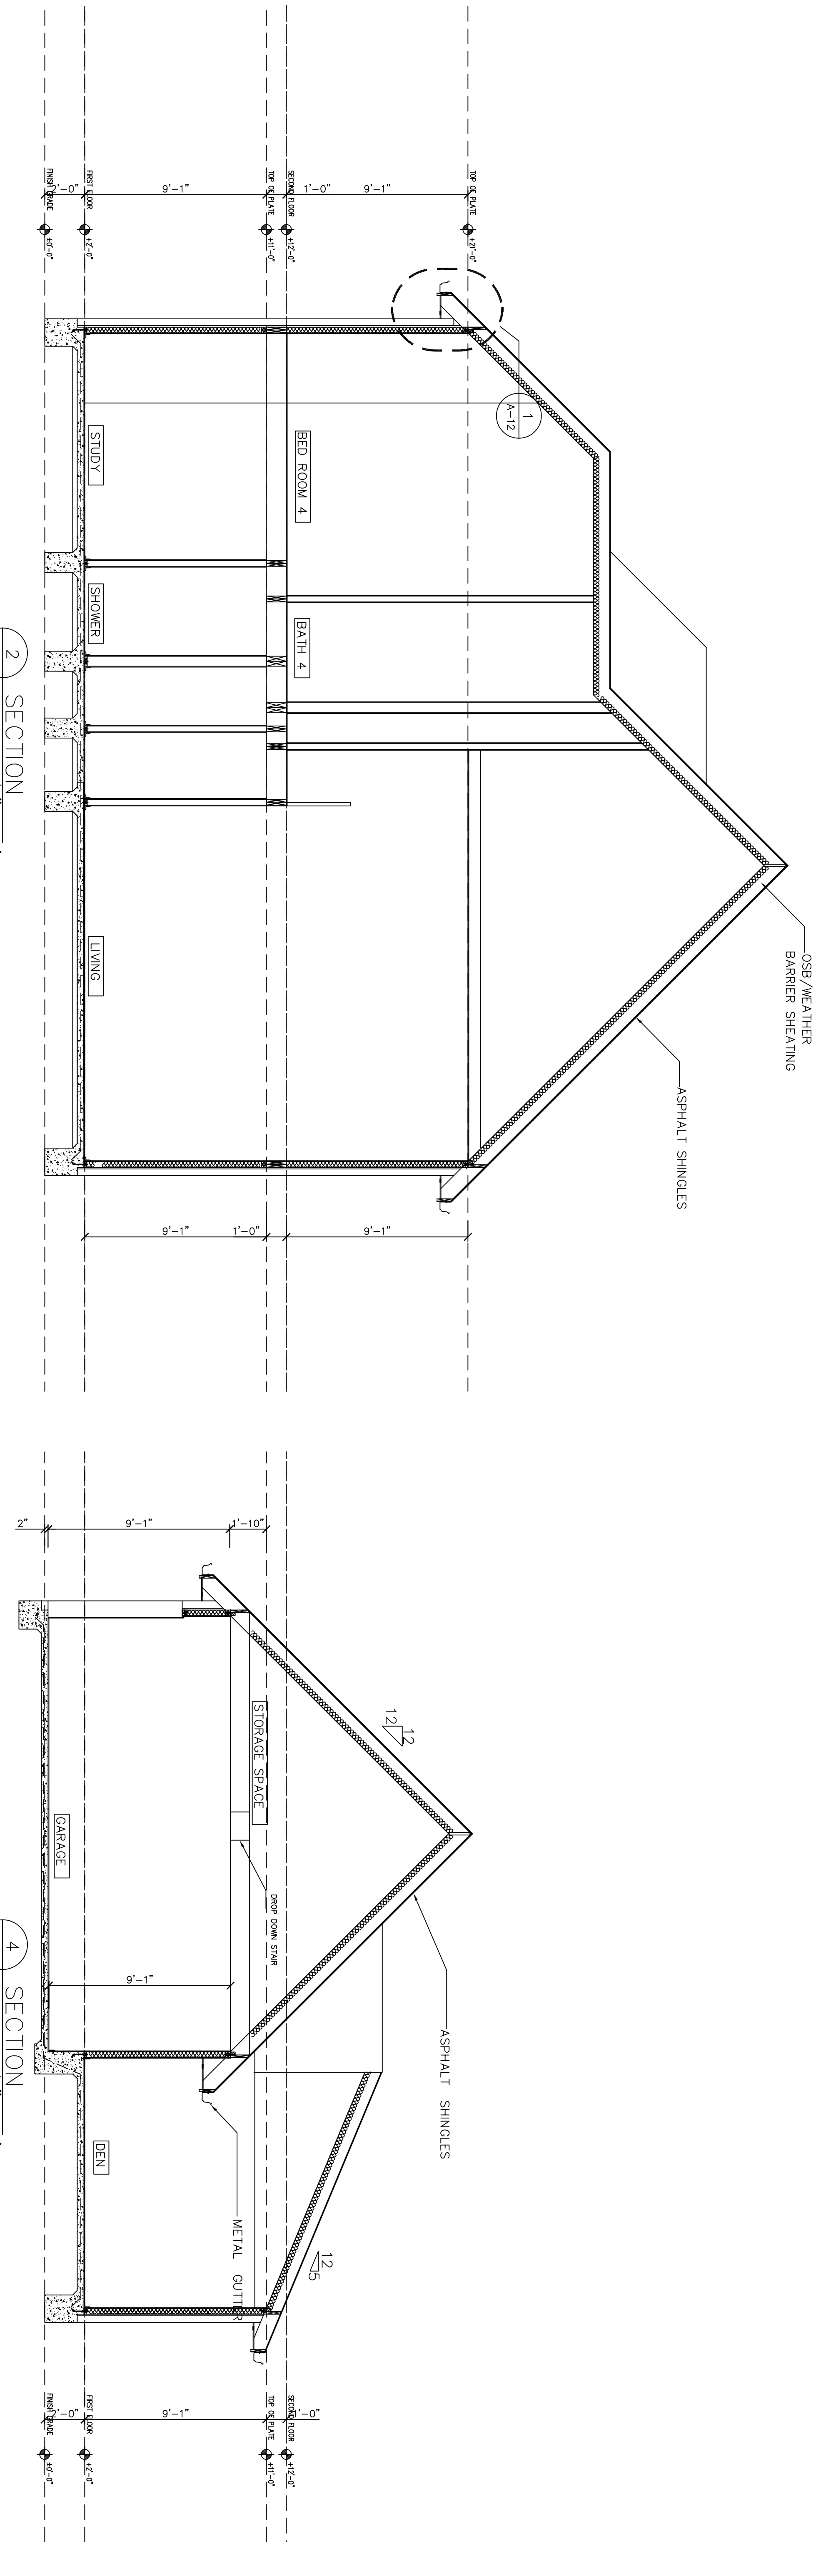 TOP OF PLATE
+21'-0"
9'-1"
1'-0"
SECOND FLOOR
+12'-0"
TOP OF PLATE
+11'-0"
9'-1"
FIRST FLOOR
+2'-0"
2'-0"
FINISH GRADE
±0'-0"
1
A-12
OSB/WEATHER
BARRIER SHEATING
ASPHALT SHINGLES
BED ROOM 4
BATH 4
STUDY
SHOWER
LIVING
9'-1"
1'-0"
9'-1"
2
SECTION
1'-10"
9'-1"
2"
12
12
STORAGE SPACE
DROP DOWN STAIR
ASPHALT SHINGLES
GARAGE
9'-1"
METAL GUTTER
DEN
12
5
1'-0"
SECOND FLOOR
+12'-0"
TOP OF PLATE
+11'-0"
9'-1"
FIRST FLOOR
+2'-0"
2'-0"
FINISH GRADE
±0'-0"
4
SECTION